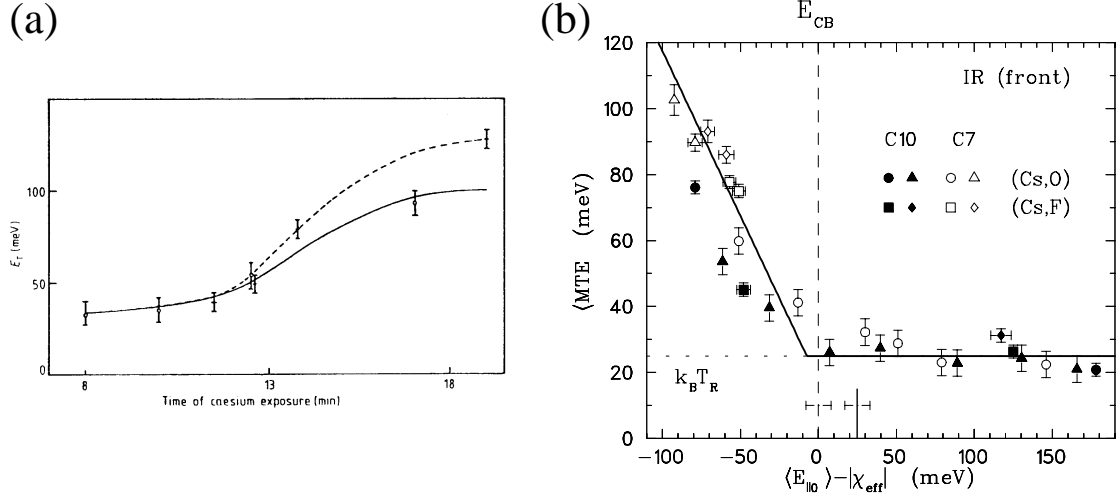 (a)
E_T (meV)
100
50
0
8
13
18
Time of caesium exposure (min)
(b)
E_CB
120
100
80
60
40
20
0
⟨MTE (meV)
IR (front)
C10 C7
(Cs,O)
(Cs,F)
k_BT_R
−100
−50
0
50
100
150
⟨E_||0⟩−|χ_eff| (meV)